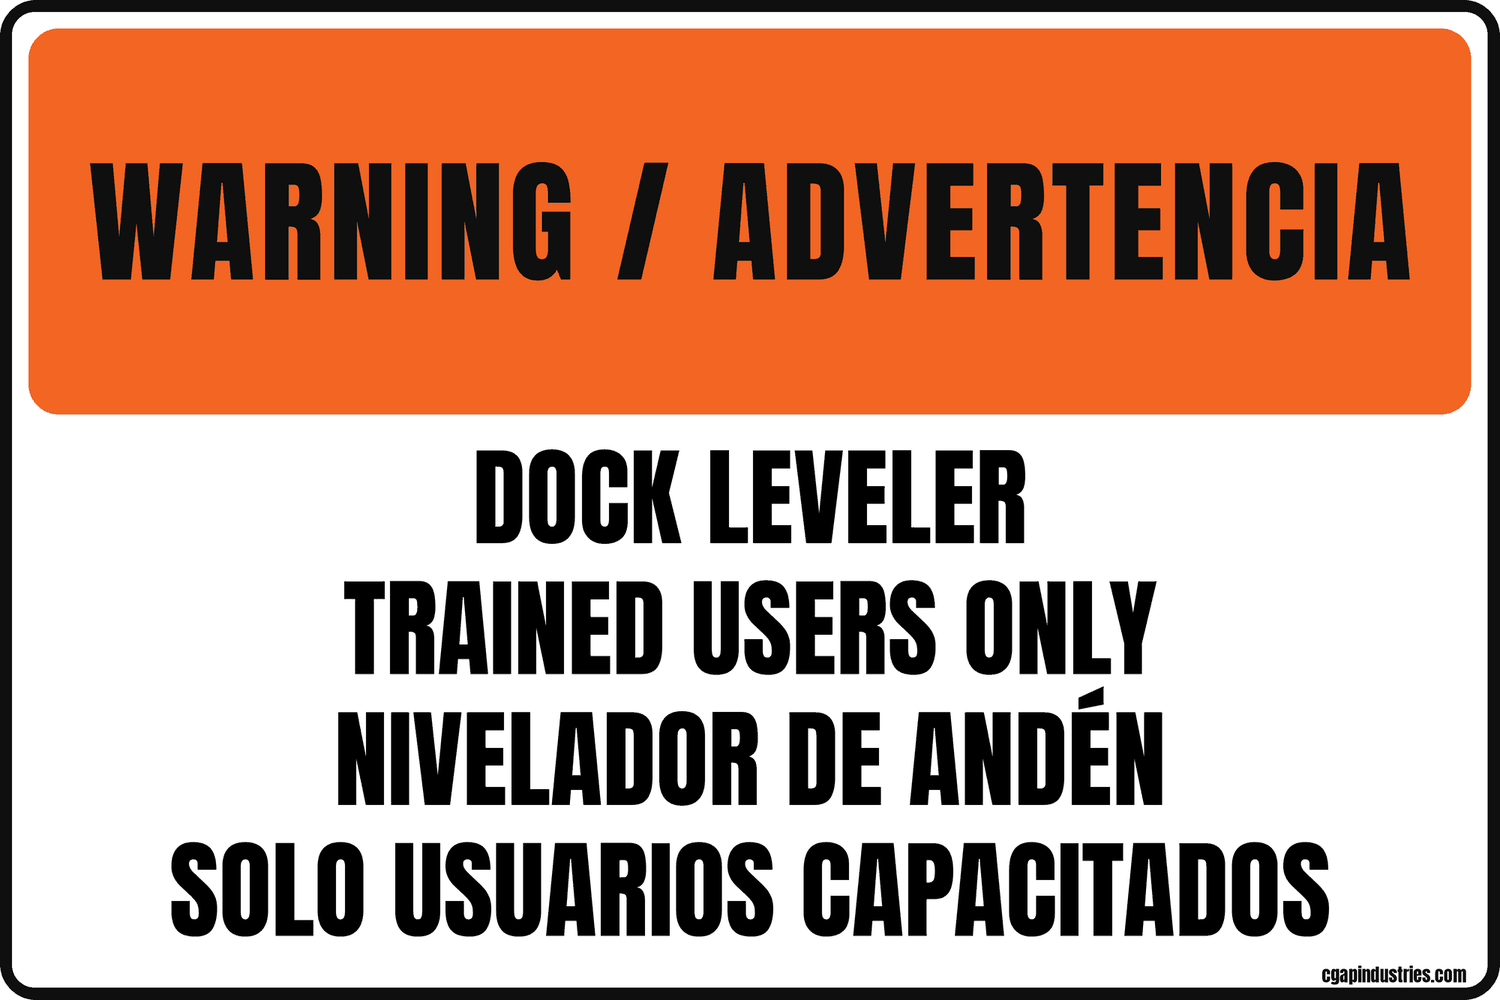 WARNING / ADVERTENCIA
DOCK LEVELER
TRAINED USERS ONLY
NIVELADOR DE ANDÉN
SOLO USUARIOS CAPACITADOS
cgapindustries.com